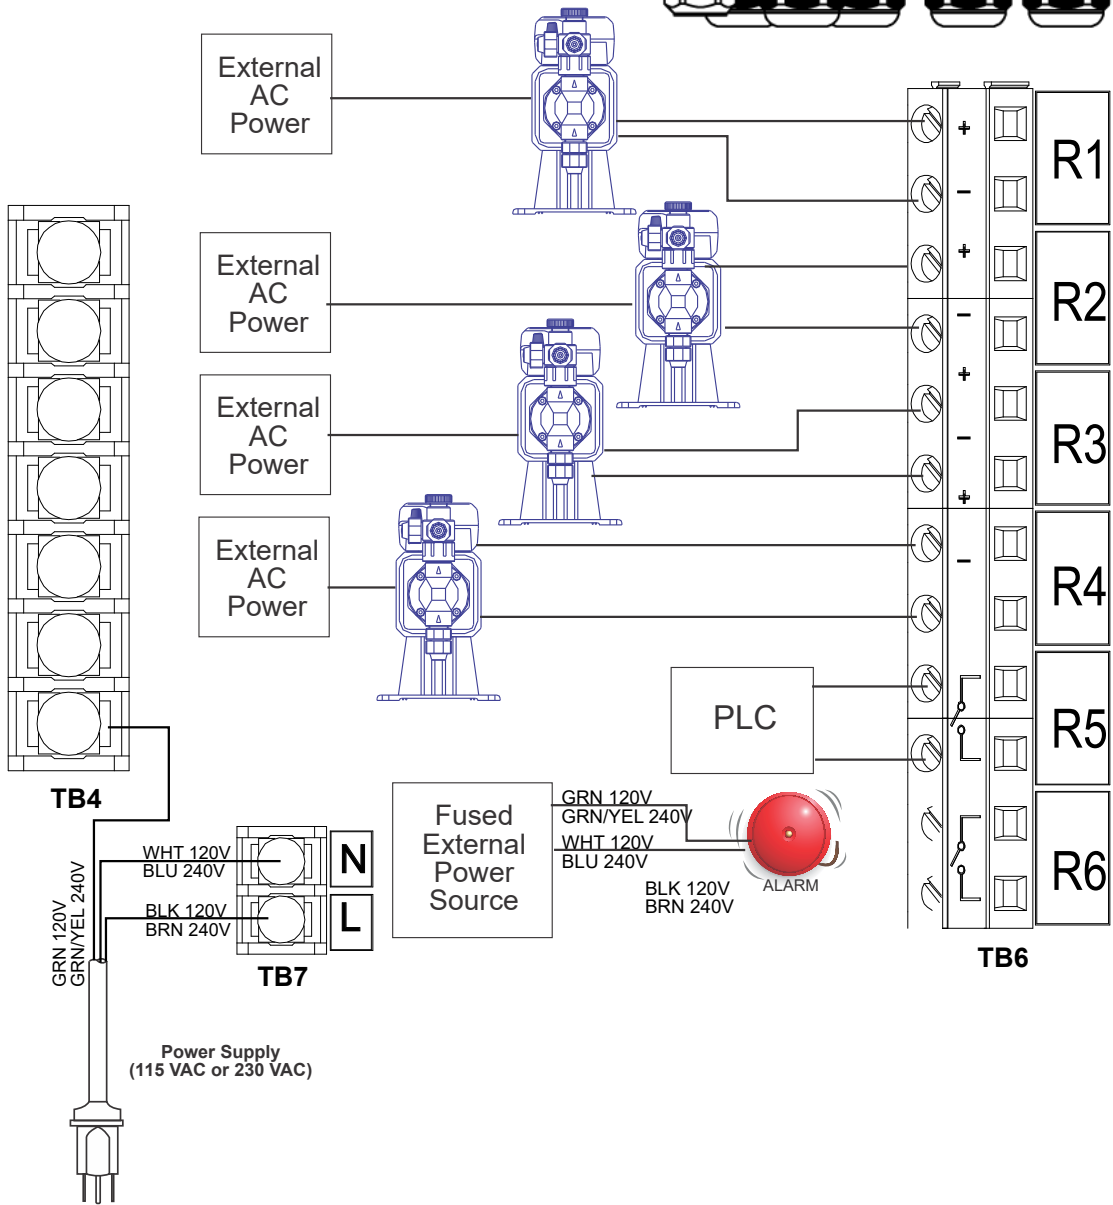 External
AC
Power
+
−
R1
External
AC
Power
+
−
R2
External
AC
Power
+
−
R3
External
AC
Power
+
−
R4
PLC
R5
TB4
Fused
External
Power
Source
GRN 120V
GRN/YEL 240V
WHT 120V
BLU 240V
BLK 120V
BRN 240V
ALARM
R6
TB6
WHT 120V
BLU 240V
N
BLK 120V
BRN 240V
L
TB7
GRN 120V
GRN/YEL 240V
Power Supply
(115 VAC or 230 VAC)